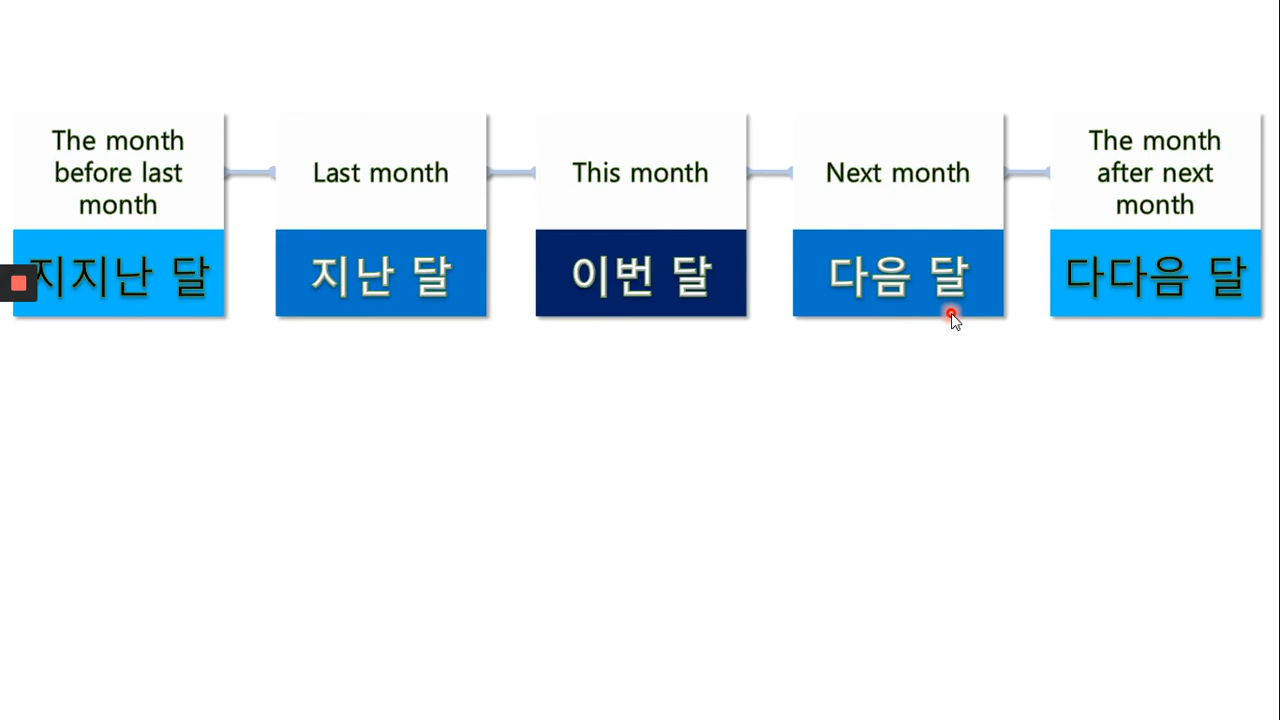 The month
before last
month
지지난 달
Last month
지난 달
This month
이번 달
Next month
다음 달
The month
after next
month
다다음 달